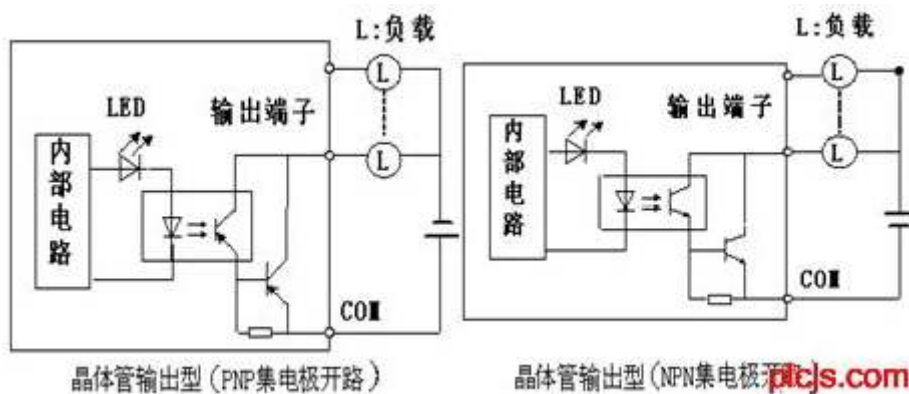 L:负载
L
LED
输出端子
L
内部电路
COM
晶体管输出型(PNP集电极开路)
L:负载
L
LED
输出端子
L
内部电路
COM
晶体管输出型(NPN集电极开
plcjs.com